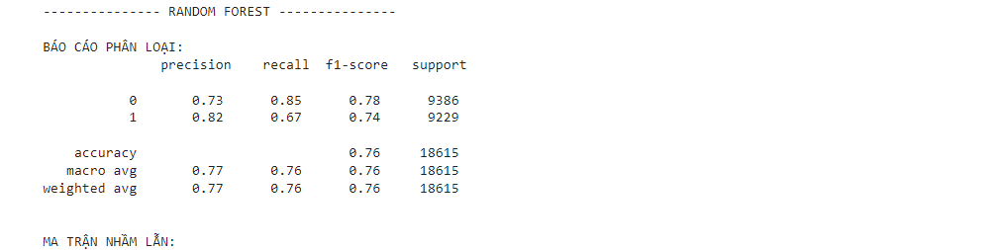 --------------- RANDOM FOREST ---------------
BÁO CÁO PHÂN LOẠI:
precision recall f1-score support
0 0.73 0.85 0.78 9386
1 0.82 0.67 0.74 9229
accuracy 0.76 18615
macro avg 0.77 0.76 0.76 18615
weighted avg 0.77 0.76 0.76 18615
MA TRẬN NHẦM LẪN: